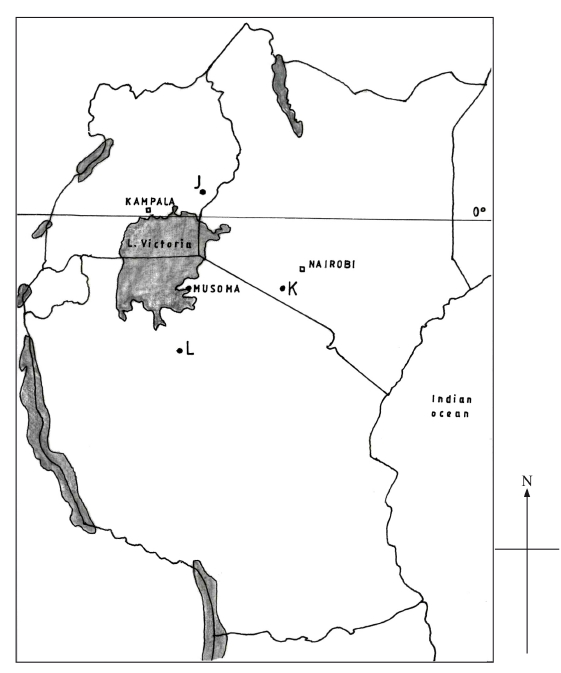 J
KAMPALA
0°
L. Victoria
NAIROBI
MUSOMA
K
L
Indian
ocean
N